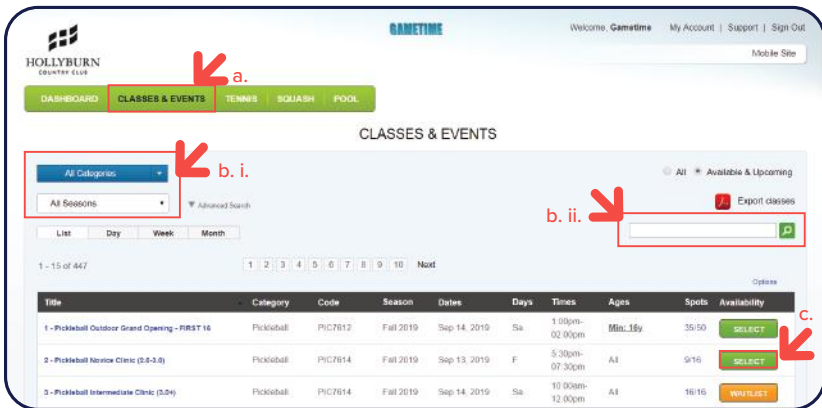 GAMETIME
Welcome, Gametime My Account | Support | Sign Out
Mobile Site
HOLLYBURN
COUNTRY CLUB
a.
DASHBOARD CLASSES & EVENTS TENNIS SQUASH POOL
CLASSES & EVENTS
All Categories
b. i.
All Available & Upcoming
All Seasons
Advanced Search
Export classes
b. ii.
List Day Week Month
1 - 15 of 447
1 2 3 4 5 6 7 8 9 10 Next
Options
Title Category Code Season Dates Days Times Ages Spots Availability
c.
1 - Pickleball Outdoor Grand Opening - FIRST 16 Pickleball PIC7612 Fall 2019 Sep 14, 2019 Sa 1:00pm- Min: 16y 35/50 SELECT
02:00pm
2 - Pickleball Novice Clinic (2.0-3.0) Pickleball PIC7614 Fall 2019 Sep 13, 2019 F 5:30pm- All 9/16 SELECT
07:30pm
3 - Pickleball Intermediate Clinic (3.0+) Pickleball PIC7614 Fall 2019 Sep 14, 2019 Sa 10:00am- All 16/16 WAITLIST
12:00pm